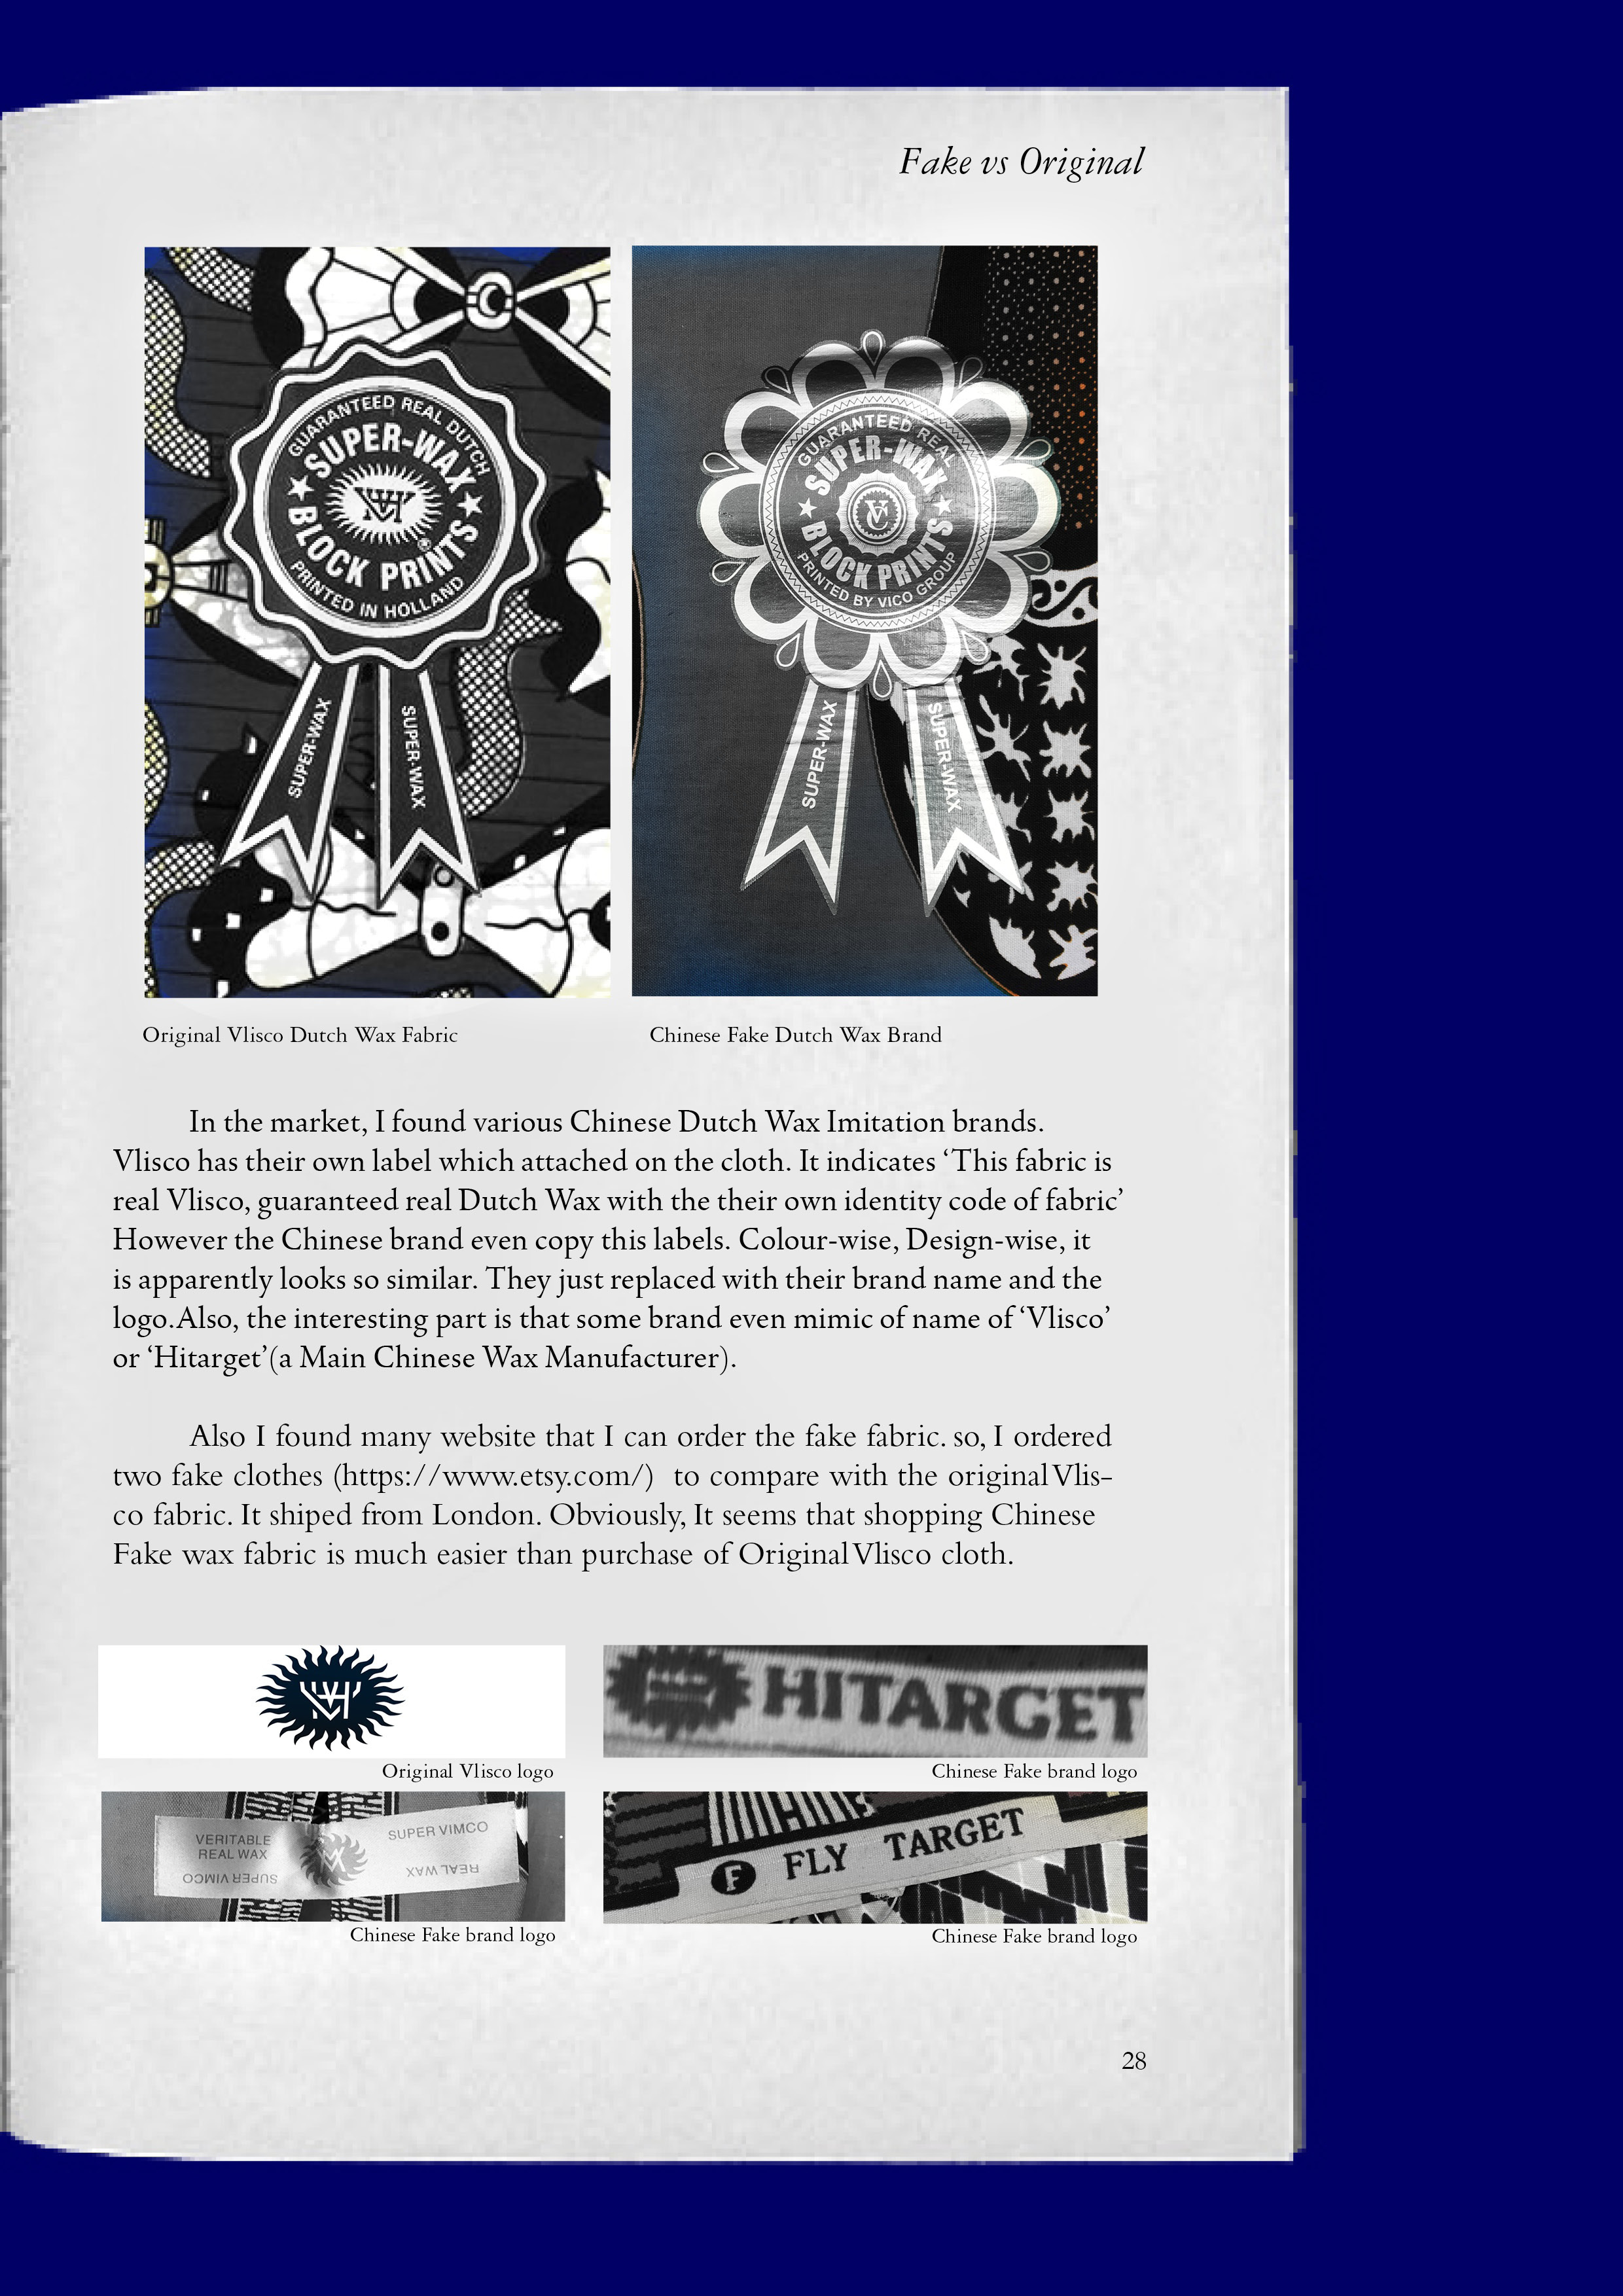 Fake vs Original
GUARANTEED REAL DUTCH
SUPER-WAX
BLOCK PRINTS
PRINTED IN HOLLAND
SUPER-WAX
SUPER-WAX
GUARANTEED REAL
SUPER-WAX
VC
BLOCK PRINTS
PRINTED BY VICO GROUP
SUPER-WAX
SUPER-WAX
Original Vlisco Dutch Wax Fabric
Chinese Fake Dutch Wax Brand
In the market, I found various Chinese Dutch Wax Imitation brands.
Vlisco has their own label which attached on the cloth. It indicates ‘This fabric is
real Vlisco, guaranteed real Dutch Wax with the their own identity code of fabric’
However the Chinese brand even copy this labels. Colour-wise, Design-wise, it
is apparently looks so similar. They just replaced with their brand name and the
logo.Also, the interesting part is that some brand even mimic of name of ‘Vlisco’
or ‘Hitarget’(a Main Chinese Wax Manufacturer).
Also I found many website that I can order the fake fabric. so, I ordered
two fake clothes (https://www.etsy.com/)  to compare with the original Vlis-
co fabric. It shiped from London. Obviously, It seems that shopping Chinese
Fake wax fabric is much easier than purchase of Original Vlisco cloth.
HITARGET
Original Vlisco logo
Chinese Fake brand logo
VERITABLE
REAL WAX
SUPER VIMCO
SUPER VIMCO
REAL WAX
F FLY TARGET
Chinese Fake brand logo
Chinese Fake brand logo
28